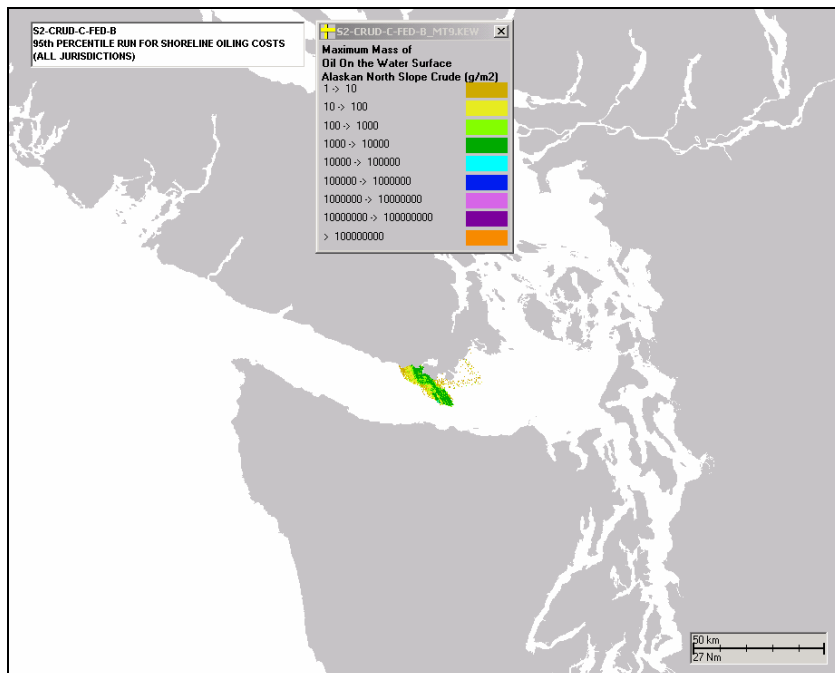 S2-CRUD-C-FED-B
95th PERCENTILE RUN FOR SHORELINE OILING COSTS
(ALL JURISDICTIONS)
S2-CRUD-C-FED-B_MT9.KEW
Maximum Mass of
Oil On the Water Surface
Alaskan North Slope Crude (g/m2)
1 -> 10
10 -> 100
100 -> 1000
1000 -> 10000
10000 -> 100000
100000 -> 1000000
1000000 -> 10000000
10000000 -> 100000000
> 100000000
50 km
27 Nm